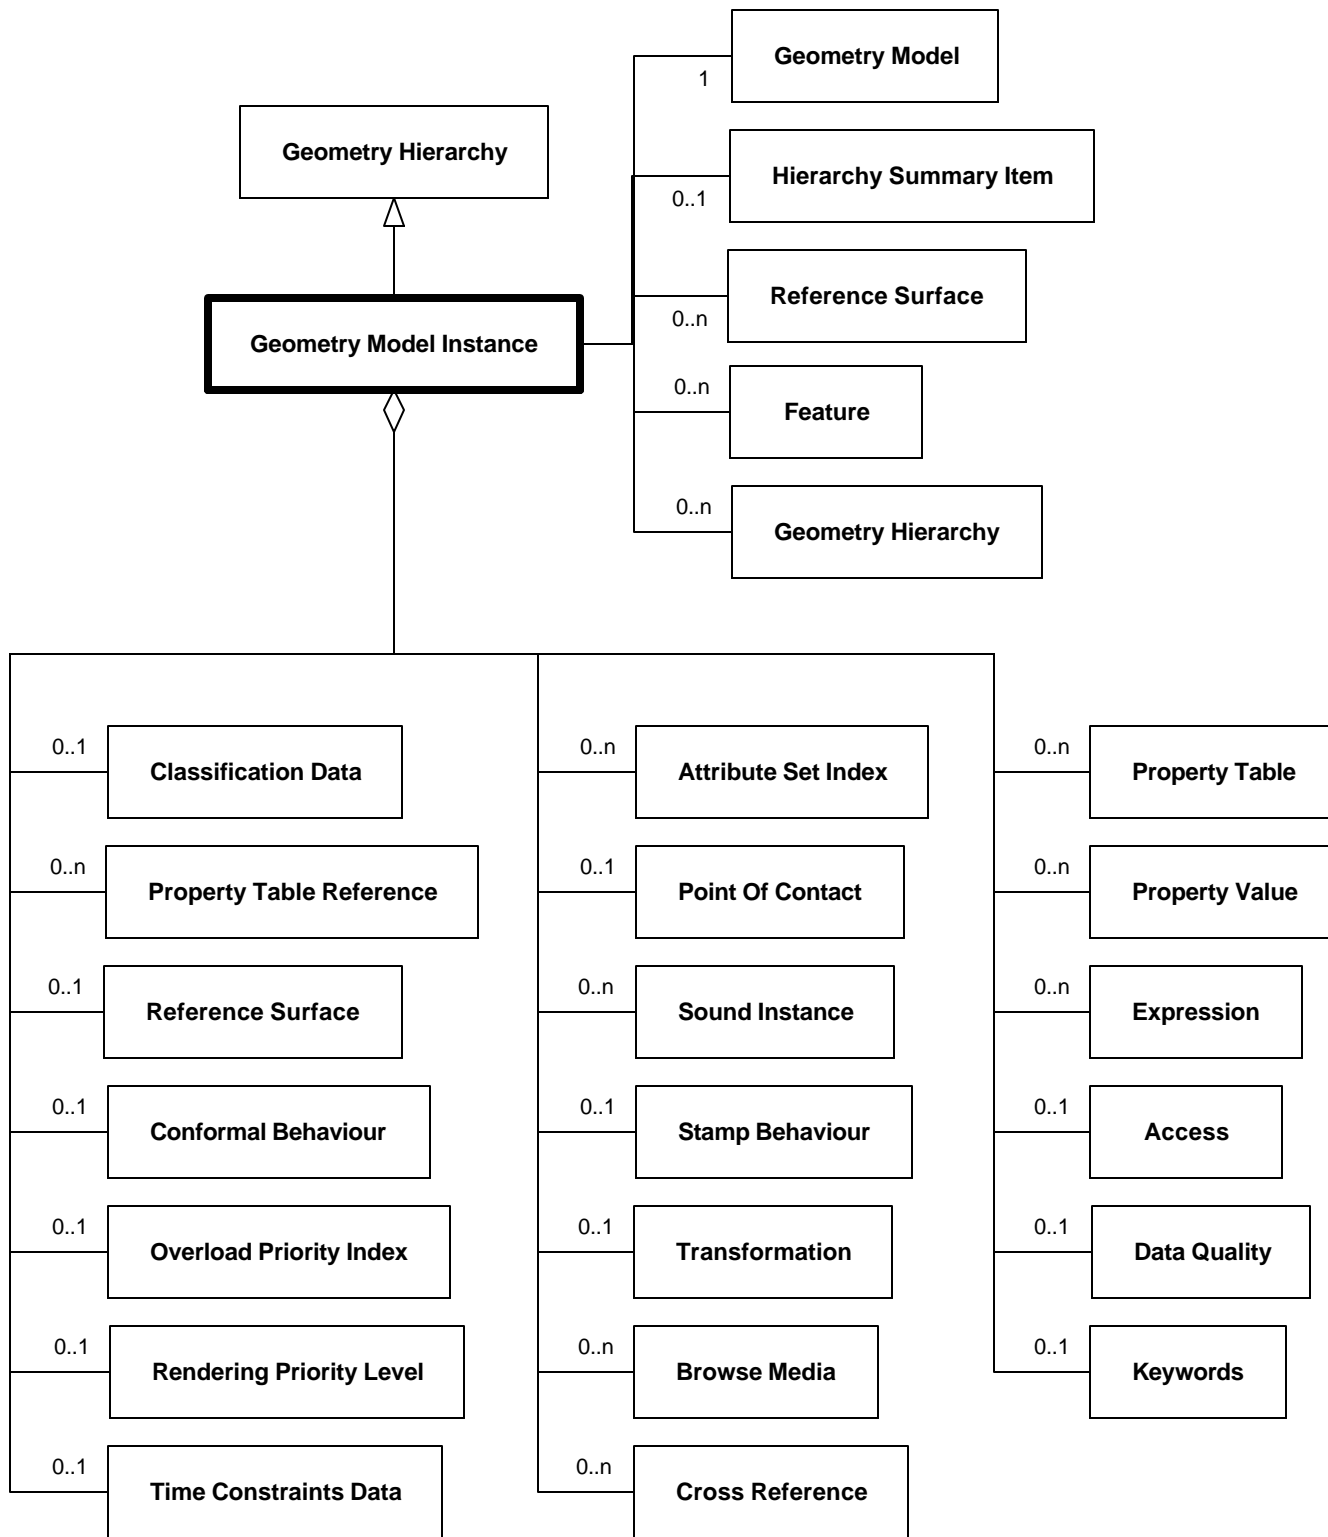 Geometry Model
1
Geometry Hierarchy
Hierarchy Summary Item
0..1
Reference Surface
0..n
Geometry Model Instance
0..n
Feature
0..n
Geometry Hierarchy
0..1
Classification Data
0..n
Property Table Reference
0..1
Reference Surface
0..1
Conformal Behaviour
0..1
Overload Priority Index
0..1
Rendering Priority Level
0..1
Time Constraints Data
0..n
Attribute Set Index
0..1
Point Of Contact
0..n
Sound Instance
0..1
Stamp Behaviour
0..1
Transformation
0..n
Browse Media
0..n
Cross Reference
0..n
Property Table
0..n
Property Value
0..n
Expression
0..1
Access
0..1
Data Quality
0..1
Keywords